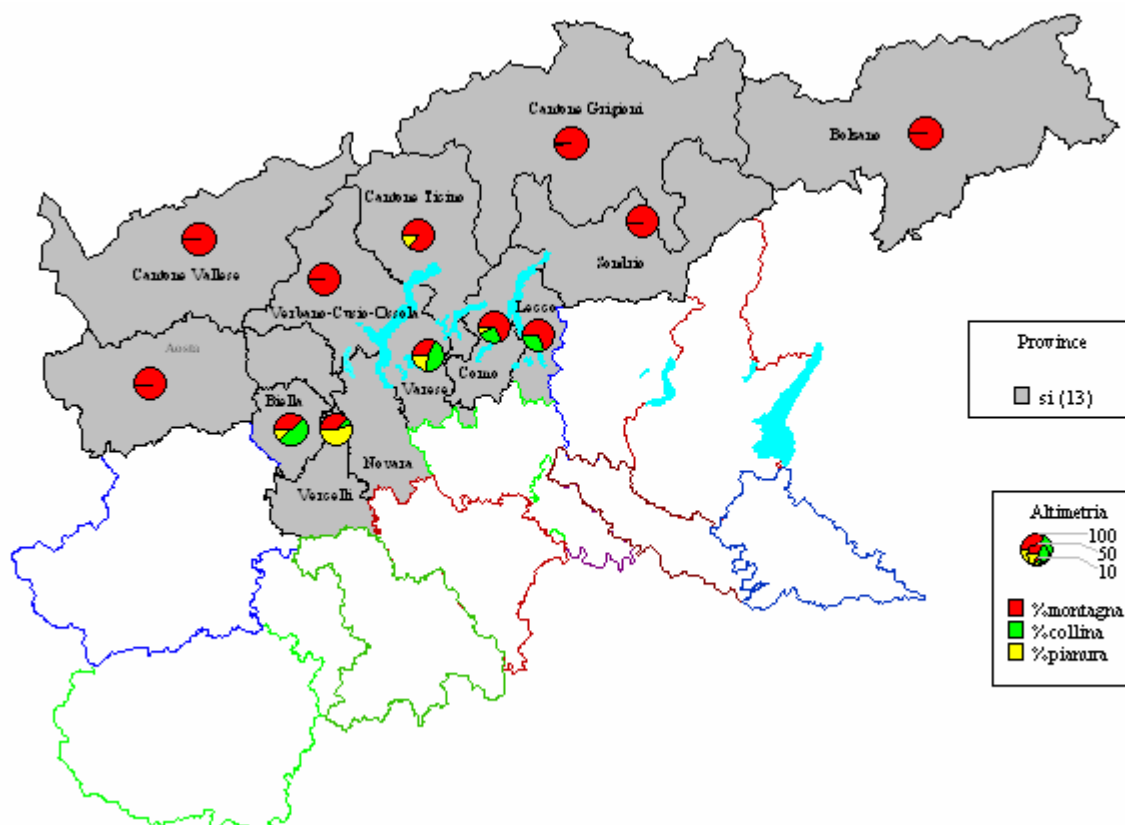 Cantone Grigioni
Bolzano
Cantone Ticino
Sondrio
Cantone Vallese
Verbano-Cusio-Ossola
Lecco
Aosta
Varese
Como
Biella
Novara
Vercelli
Province
si (13)
Altimetria
100
50
10
%montagna
%collina
%pianura